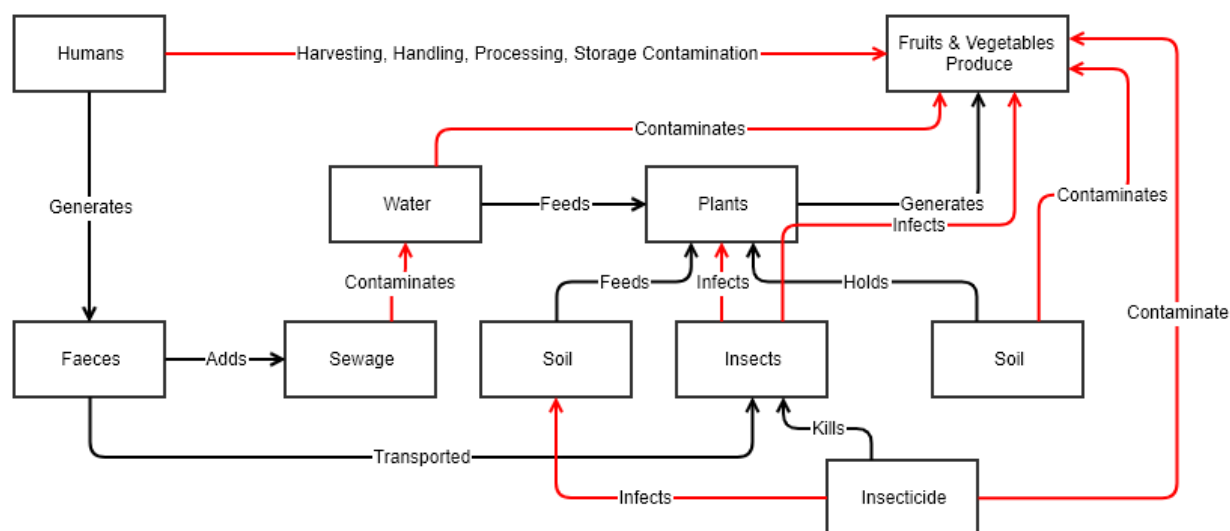 Humans
Harvesting, Handling, Processing, Storage Contamination
Fruits & Vegetables
Produce
Contaminates
Water
Feeds
Plants
Generates
Generates
Infects
Contaminates
Contaminates
Feeds
Infects
Holds
Contaminate
Faeces
Adds
Sewage
Soil
Insects
Soil
Kills
Transported
Infects
Insecticide